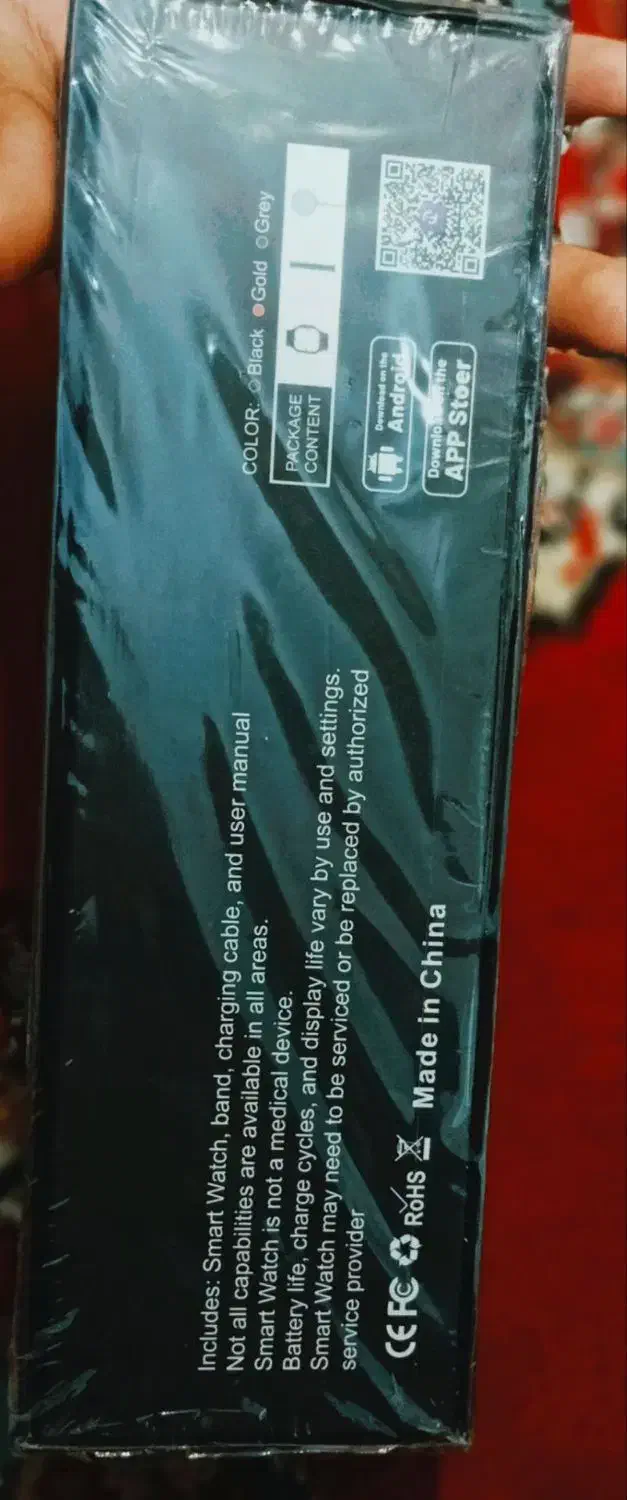 Includes: Smart Watch, band, charging cable, and user manual
Not all capabilities are available in all areas.
Smart Watch is not a medical device.
Battery life, charge cycles, and display life vary by use and settings.
Smart Watch may need to be serviced or be replaced by authorized
service provider
CE FC RoHS Made in China
COLOR: Black Gold Grey
PACKAGE
CONTENT
Download on the
Android
the
APP Stoer